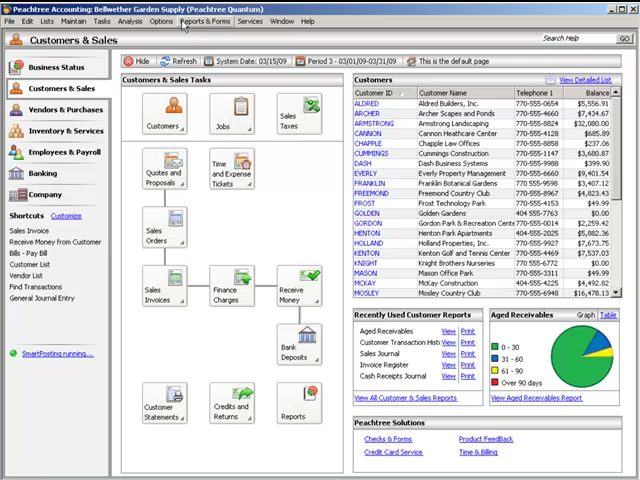 Peachtree Accounting: Bellwether Garden Supply (Peachtree Quantum)
File Edit Lists Maintain Tasks Analysis Options Reports & Forms Services Window Help
Customers & Sales
Search Help GO
Hide Refresh System Date: 03/15/09 Period 3 - 03/01/09-03/31/09 This is the default page
Business Status
Customers & Sales
Vendors & Purchases
Inventory & Services
Employees & Payroll
Banking
Company
Shortcuts Customize
Sales Invoice
Receive Money from Customer
Bills - Pay Bill
Customer List
Vendor List
Find Transactions
General Journal Entry
SmartPosting running...
Customers & Sales Tasks
Customers
Jobs
Sales
Taxes
Quotes and
Proposals
Time
and Expense
Tickets
Sales
Orders
Sales
Invoices
Finance
Charges
Receive
Money
Bank
Deposits
Customer
Statements
Credits and
Returns
Reports
Customers
View Detailed List
Customer ID Customer Name Telephone 1 Balance
ALDRED Aldred Builders, Inc. 770-555-0654 $5,556.91
ARCHER Archer Scapes and Ponds 770-555-4660 $7,434.67
ARMSTRONG Armstrong Landscaping 770-555-8824 $32,080.00
CANNON Cannon Heathcare Center 770-555-4128 $685.89
CHAPPLE Chapple Law Offices 770-555-8858 $237.06
CUMMINGS Cummings Construction 770-555-1147 $3,680.87
DASH Dash Business Systems 770-555-9988 $3,990.93
EVERLY Everly Property Management 770-555-6660 $9,401.54
FRANKLIN Franklin Botanical Gardens 770-555-9598 $3,407.12
FREEMOND Freemond Country Club 770-555-8967 $4,823.43
FROST Frost Technology Park 770-555-4153 $49.99
GOLDEN Golden Gardens 404 555-7763 $0.00
GORDON Gordon Park & Recreation Cente 770-555-0014 $2,259.42
HENTON Henton Park Apartments 404-555-2025 $5,882.36
HOLLAND Holland Properties, Inc. 770-555-9927 $7,673.75
KENTON Kenton Golf and Tennis Center 770-555-4469 $7,537.03
KNIGHT Knight Brothers Nurseries 770-555-6772 $0.00
MASON Mason Office Park 770-555-3311 $49.99
MCKAY McKay Construction 404-555-4225 $4,492.82
MOSLEY Mosley Country Club 770-555-6948 $16,478.13
Recently Used Customer Reports
Aged Receivables View Print
Customer Transaction Hist View Print
Sales Journal View Print
Invoice Register View Print
Cash Receipts Journal View Print
View All Customer & Sales Reports
Aged Receivables Graph Table
0 - 30
31 - 60
61 - 90
Over 90 days
View Aged Receivables Report
Peachtree Solutions
Checks & Forms Product FeedBack
Credit Card Service Time & Billing